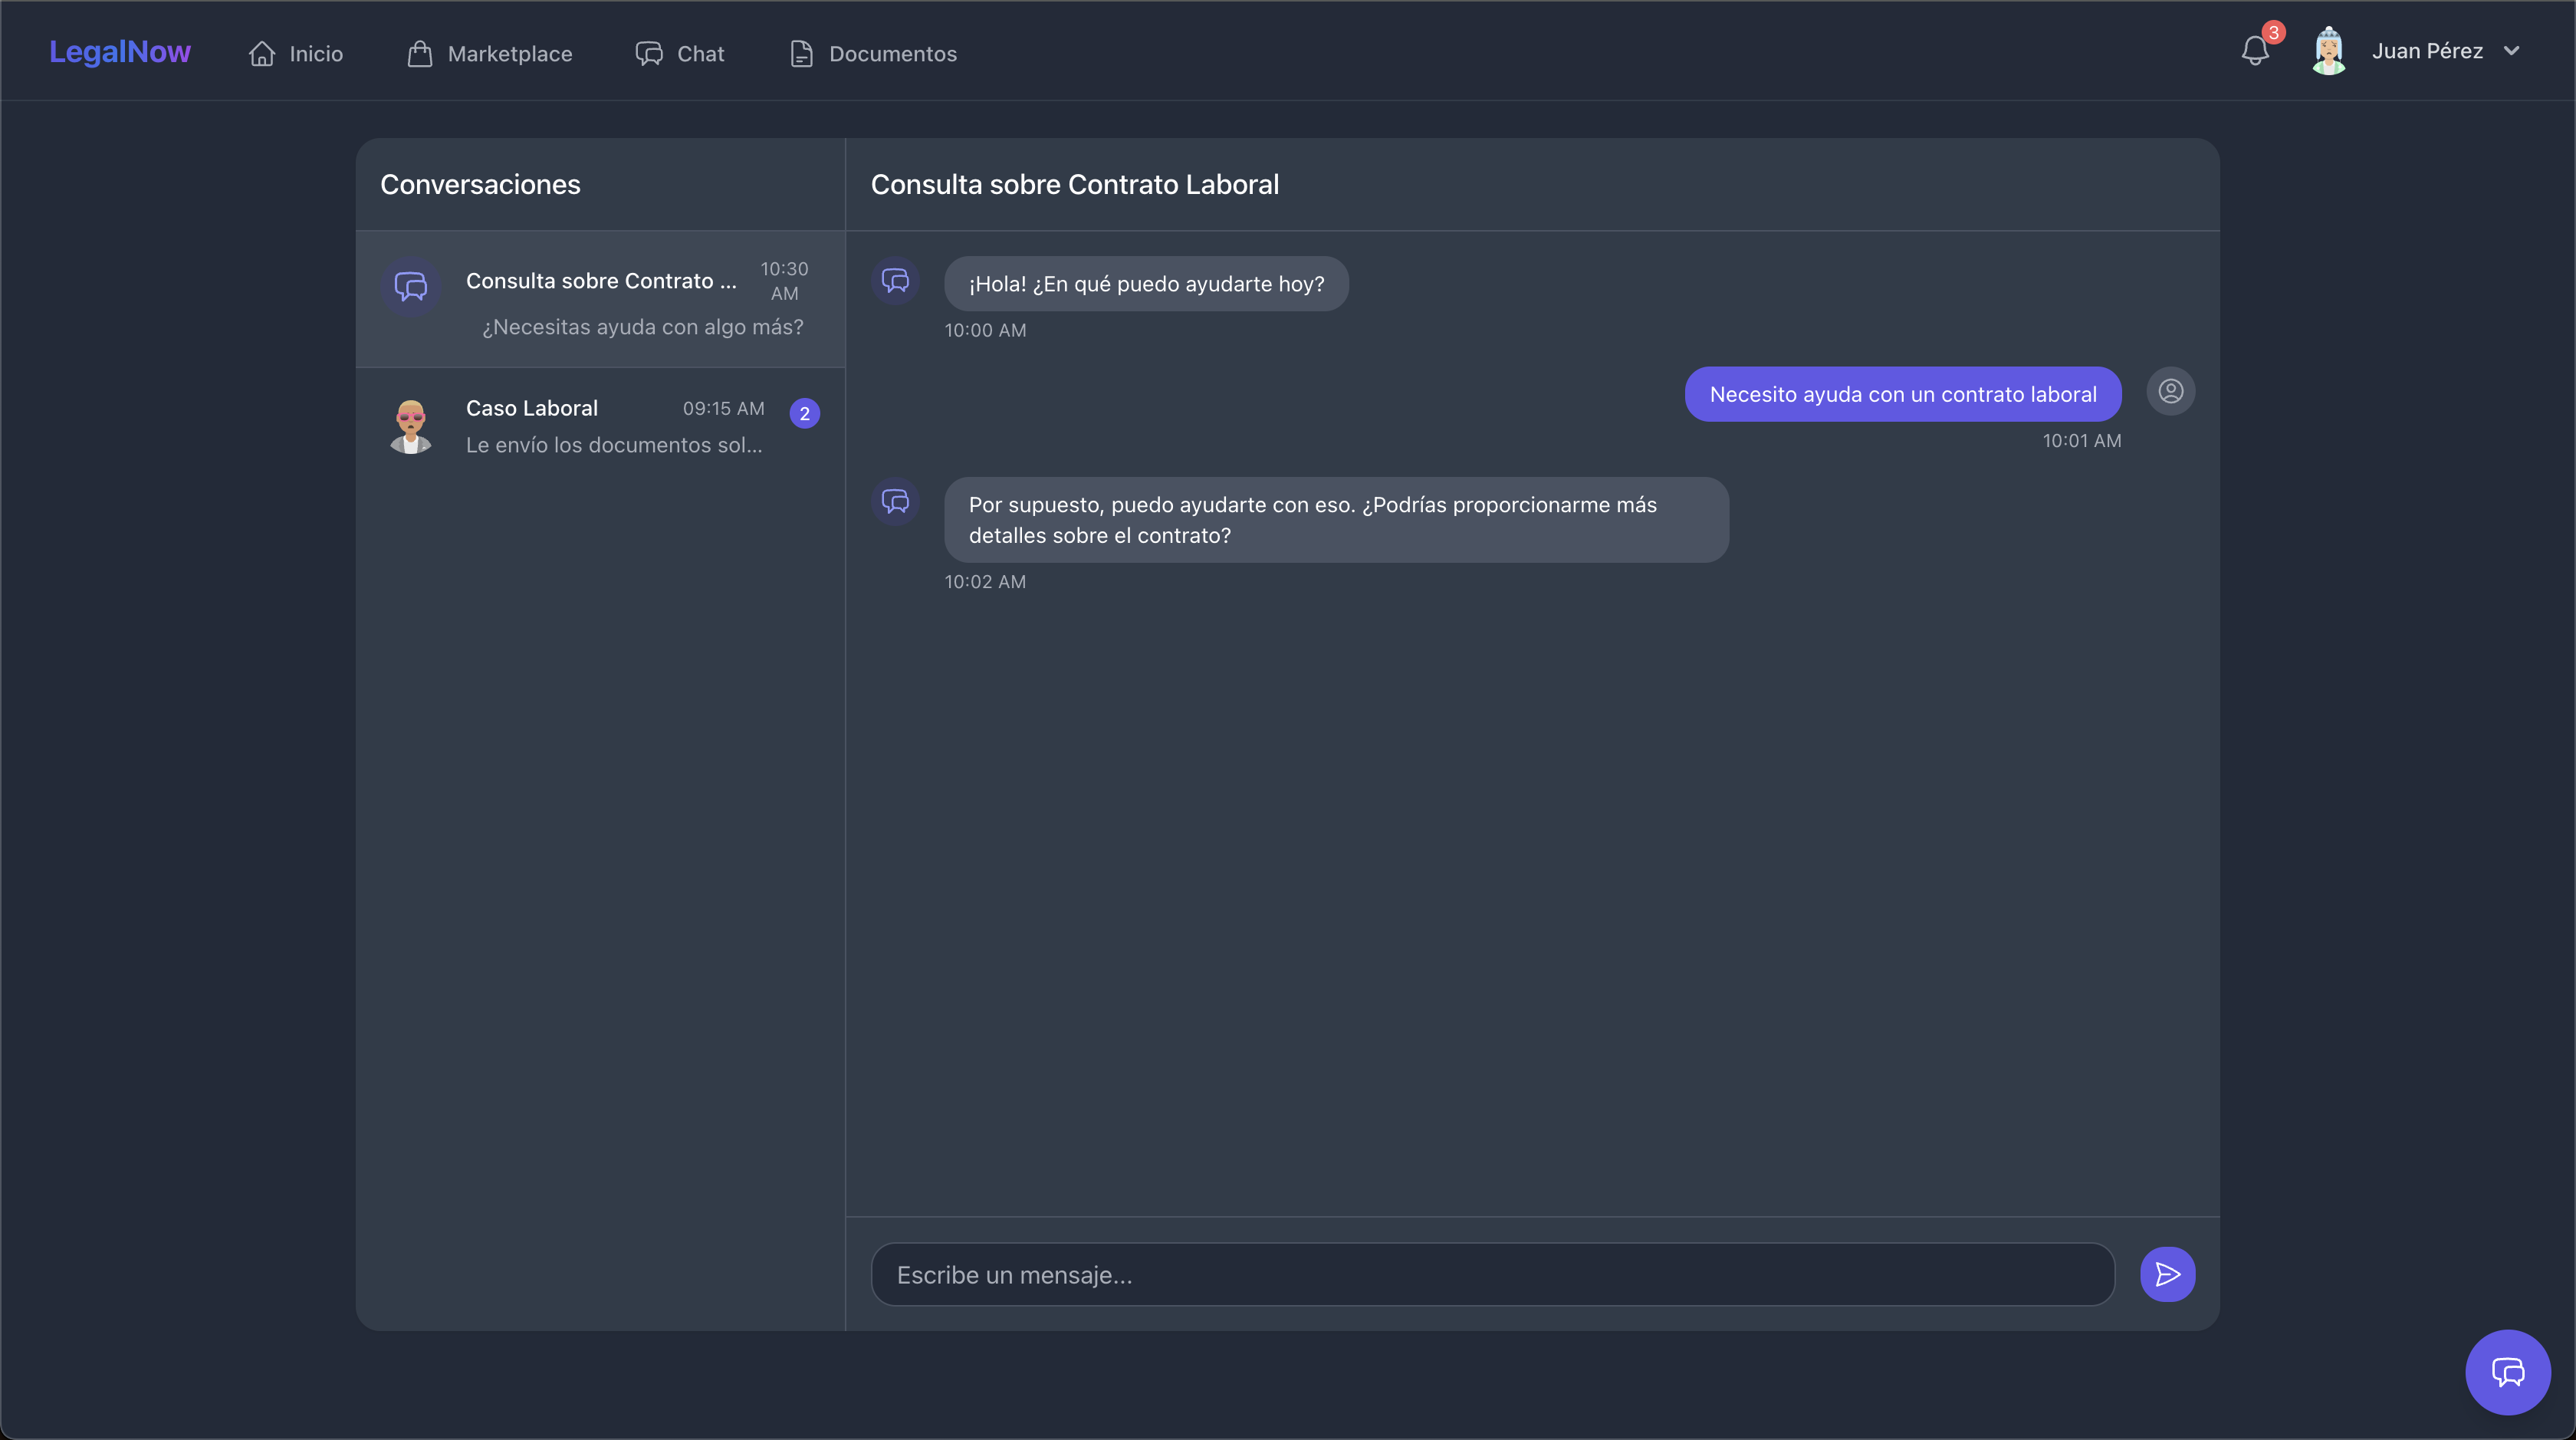 LegalNow
Inicio
Marketplace
Chat
Documentos
3
Juan Pérez
Conversaciones
Consulta sobre Contrato ...
10:30
AM
¿Necesitas ayuda con algo más?
Caso Laboral
09:15 AM
2
Le envío los documentos sol...
Consulta sobre Contrato Laboral
¡Hola! ¿En qué puedo ayudarte hoy?
10:00 AM
Necesito ayuda con un contrato laboral
10:01 AM
Por supuesto, puedo ayudarte con eso. ¿Podrías proporcionarme más
detalles sobre el contrato?
10:02 AM
Escribe un mensaje...